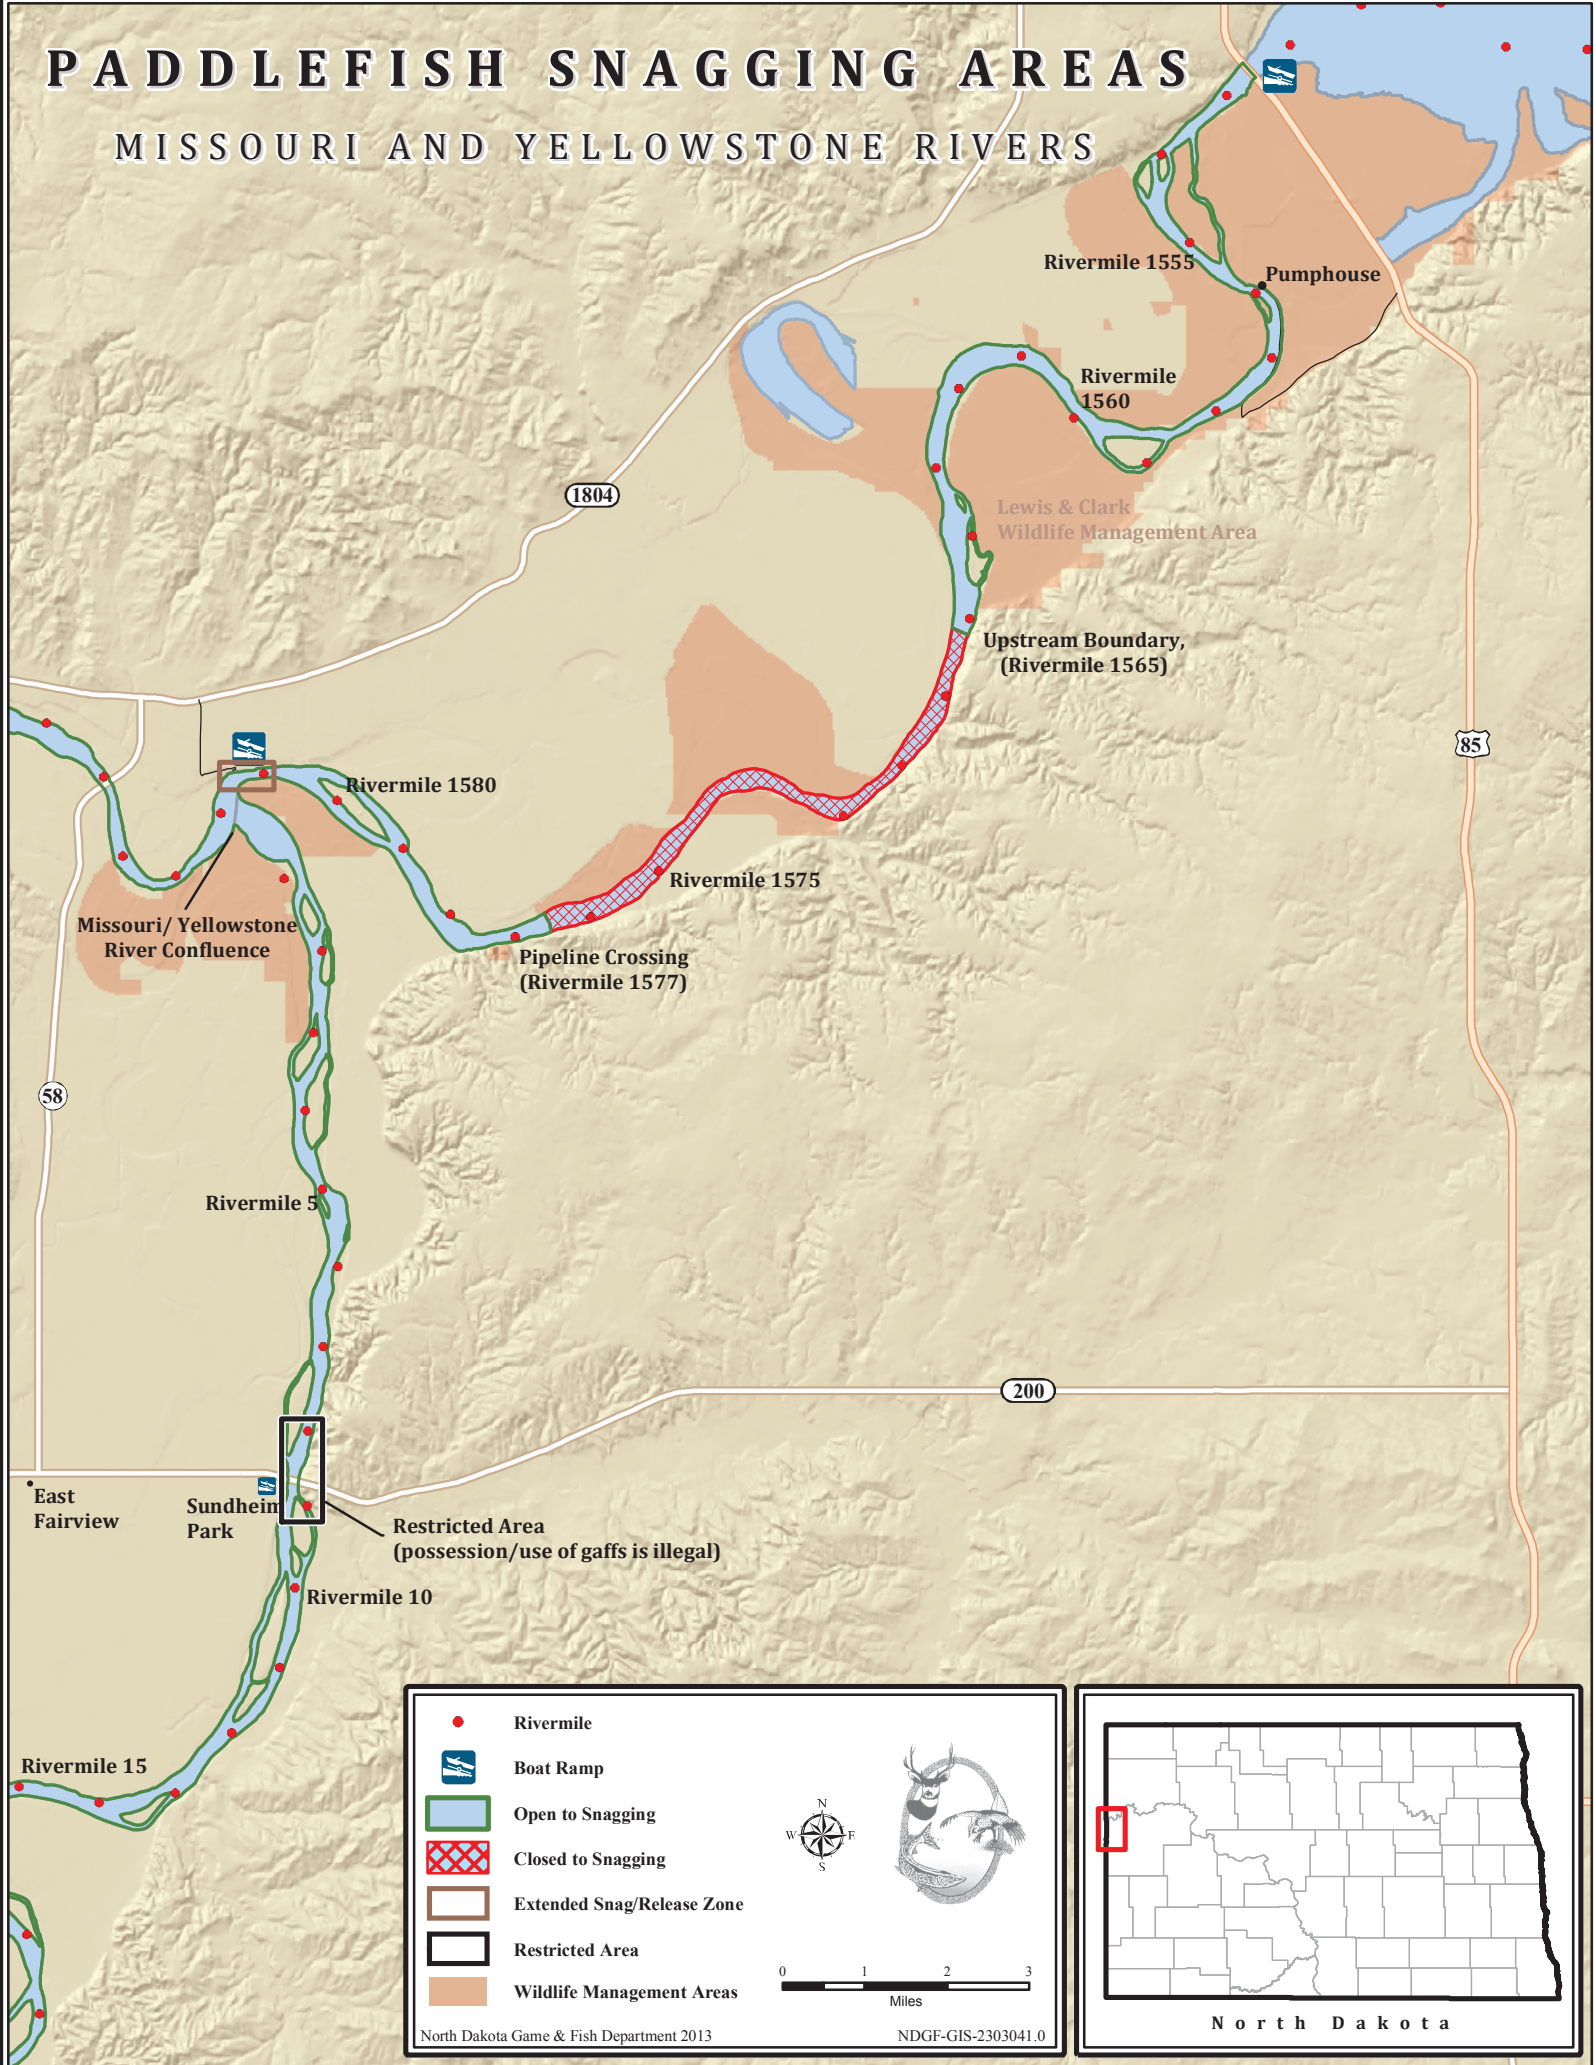 PADDLEFISH SNAGGING AREAS
MISSOURI AND YELLOWSTONE RIVERS
Rivermile 1555
Pumphouse
Rivermile
1560
1804
Lewis & Clark
Wildlife Management Area
Upstream Boundary,
(Rivermile 1565)
85
Rivermile 1580
Rivermile 1575
Missouri/ Yellowstone
River Confluence
Pipeline Crossing
(Rivermile 1577)
58
Rivermile 5
200
East
Fairview
Sundheim
Park
Restricted Area
(possession/use of gaffs is illegal)
Rivermile 10
Rivermile 15
Rivermile
Boat Ramp
Open to Snagging
Closed to Snagging
Extended Snag/Release Zone
Restricted Area
Wildlife Management Areas
N
W E
S
0 1 2 3
Miles
North Dakota Game & Fish Department 2013
NDGF-GIS-2303041.0
North Dakota